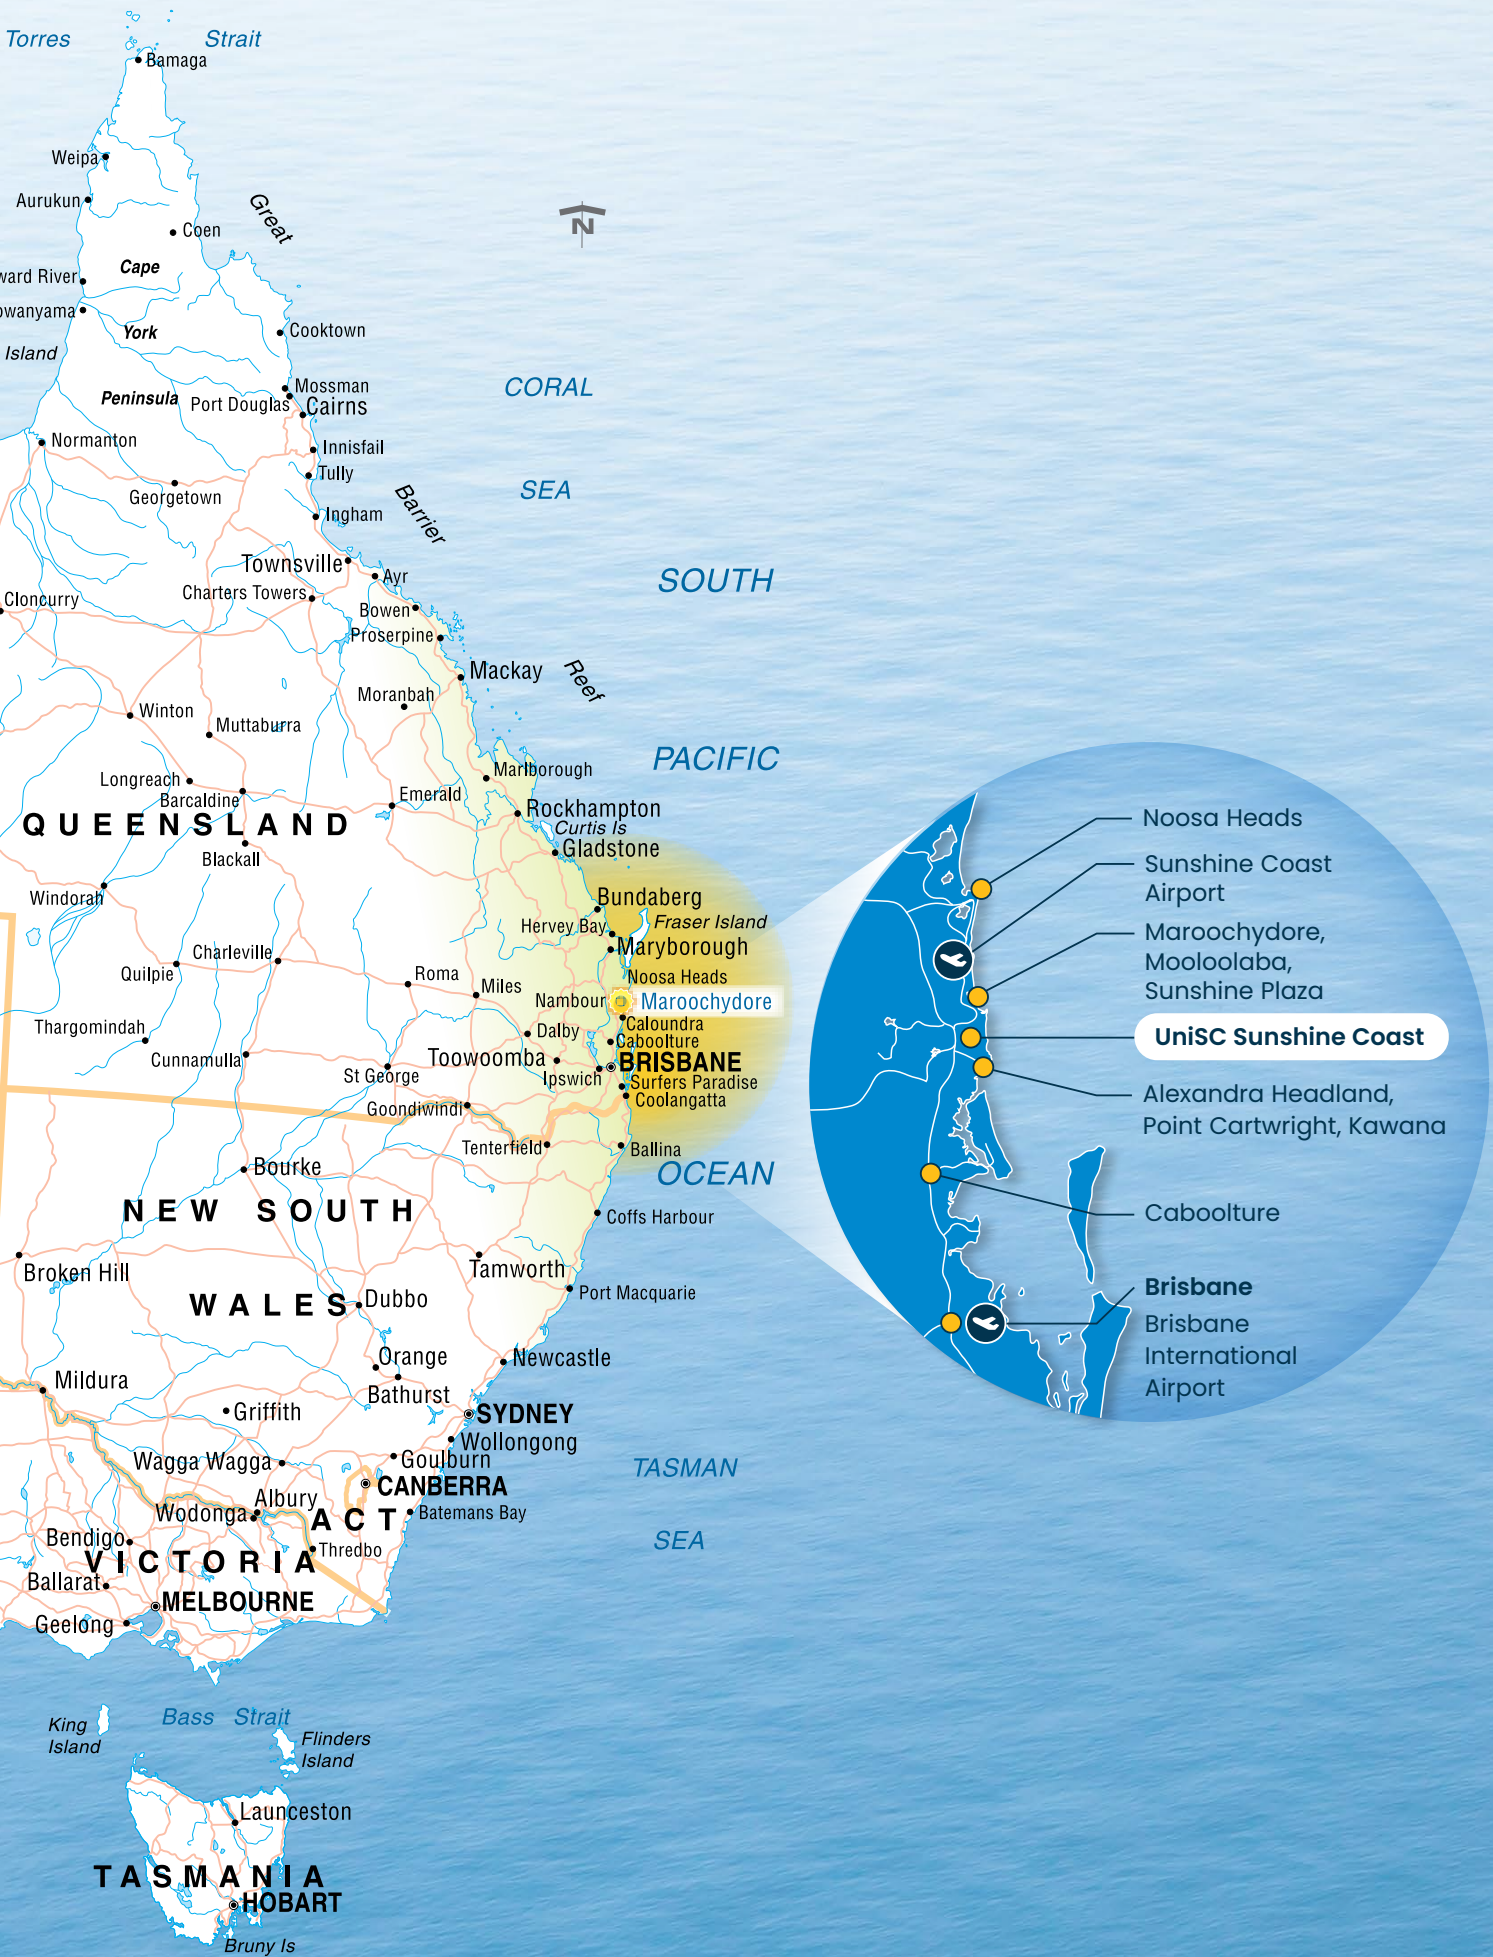 Torres Strait
Bamaga
Weipa
Aurukun
Great
Coen
N
Cape
ward River
owanyama
York
Cooktown
Island
Mossman
CORAL
Peninsula
Port Douglas
Cairns
Normanton
Innisfail
Tully
SEA
Georgetown
Barrier
Ingham
Townsville
Ayr
SOUTH
Cloncurry
Charters Towers
Bowen
Proserpine
Mackay
Reef
Moranbah
Winton
Muttaburra
PACIFIC
Marlborough
Longreach
Barcaldine
Emerald
Rockhampton
QUEENSLAND
Curtis Is
Gladstone
Blackall
Windorah
Bundaberg
Hervey Bay
Fraser Island
Maryborough
Charleville
Quilpie
Roma
Noosa Heads
Miles
Nambour
Maroochydore
Thargomindah
Dalby
Caloundra
Caboolture
Cunnamulla
Toowoomba
BRISBANE
St George
Ipswich
Surfers Paradise
Coolangatta
Goondiwindi
Tenterfield
Ballina
Bourke
OCEAN
NEW SOUTH
Coffs Harbour
Broken Hill
Tamworth
WALES
Dubbo
Port Macquarie
Orange
Newcastle
Mildura
Bathurst
Griffith
SYDNEY
Wollongong
Wagga Wagga
Goulburn
TASMAN
CANBERRA
Albury
Wodonga
ACT
Batemans Bay
Bendigo
SEA
Thredbo
VICTORIA
Ballarat
MELBOURNE
Geelong
Bass Strait
King
Island
Flinders
Island
Launceston
TASMANIA
HOBART
Bruny Is
Noosa Heads
Sunshine Coast
Airport
Maroochydore,
Mooloolaba,
Sunshine Plaza
UniSC Sunshine Coast
Alexandra Headland,
Point Cartwright, Kawana
Caboolture
Brisbane
Brisbane
International
Airport